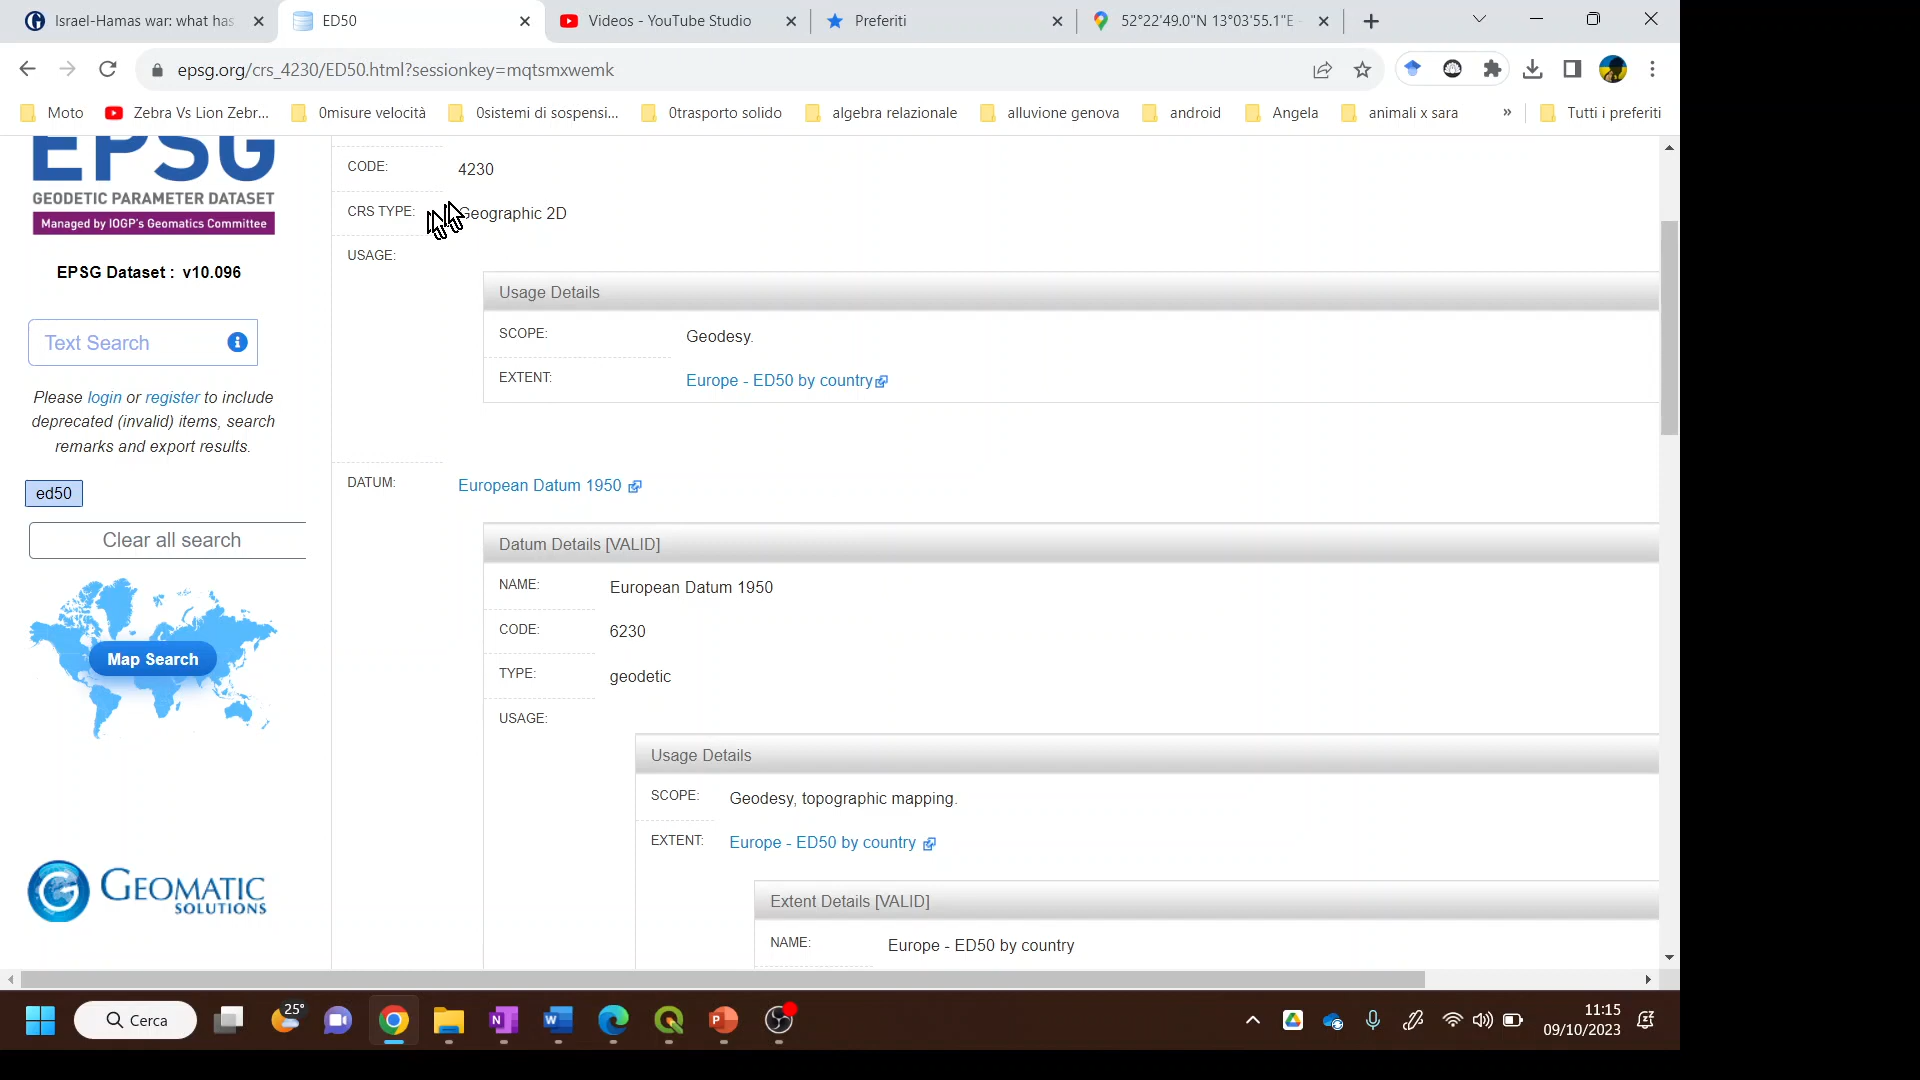 Israel-Hamas war: what has
ED50
Videos - YouTube Studio
Preferiti
52°22'49.0"N 13°03'55.1"E -
epsg.org/crs_4230/ED50.html?sessionkey=mqtsmxwemk
Moto
Zebra Vs Lion Zebr...
0misure velocità
0sistemi di sospensi...
0trasporto solido
algebra relazionale
alluvione genova
android
Angela
animali x sara
»
Tutti i preferiti
EPSG
GEODETIC PARAMETER DATASET
Managed by IOGP's Geomatics Committee
EPSG Dataset : v10.096
Text Search
Please login or register to include
deprecated (invalid) items, search
remarks and export results.
ed50
Clear all search
Map Search
GEOMATIC
SOLUTIONS
CODE: 4230
CRS TYPE: Geographic 2D
USAGE:
Usage Details
SCOPE: Geodesy.
EXTENT: Europe - ED50 by country
DATUM: European Datum 1950
Datum Details [VALID]
NAME: European Datum 1950
CODE: 6230
TYPE: geodetic
USAGE:
Usage Details
SCOPE: Geodesy, topographic mapping.
EXTENT: Europe - ED50 by country
Extent Details [VALID]
NAME: Europe - ED50 by country
Cerca
25°
11:15
09/10/2023